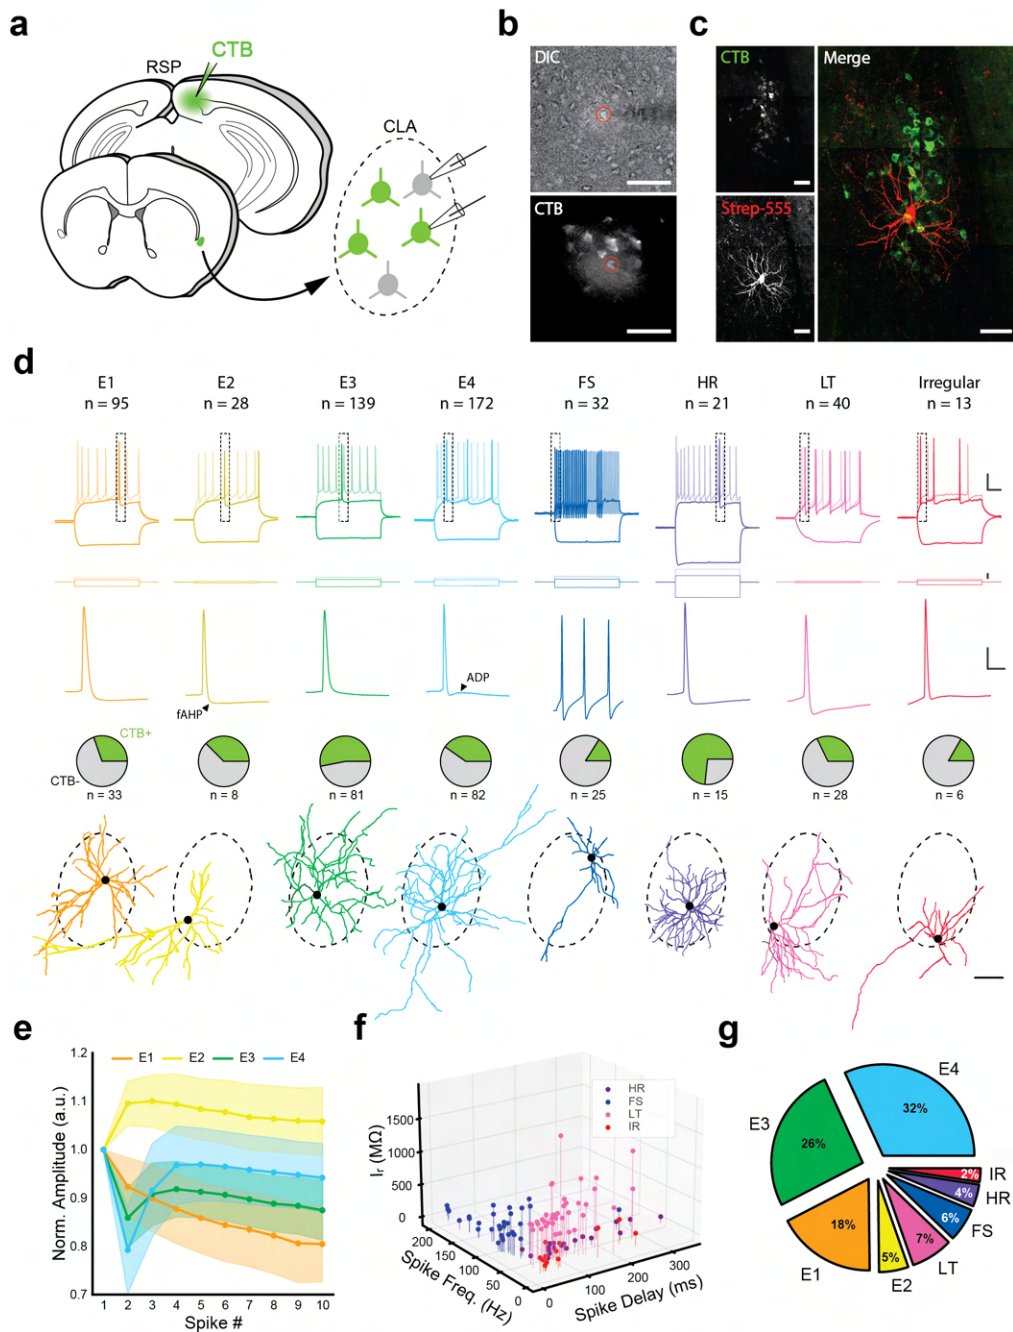 a
CTB
RSP
CLA
b
DIC
CTB
c
CTB
Merge
Strep-555
d
E1
n = 95
E2
n = 28
E3
n = 139
E4
n = 172
FS
n = 32
HR
n = 21
LT
n = 40
Irregular
n = 13
fAHP
ADP
CTB+
CTB-
n = 33
n = 8
n = 81
n = 82
n = 25
n = 15
n = 28
n = 6
e
E1 E2 E3 E4
1.2
1.1
1.0
0.9
0.8
0.7
Norm. Amplitude (a.u.)
1 2 3 4 5 6 7 8 9 10
Spike #
f
HR
FS
LT
IR
1500
1000
500
0
Ir (MΩ)
200
150
100
50
0
Spike Freq. (Hz)
0
100
200
300
Spike Delay (ms)
g
E4
32%
E3
26%
E1
18%
E2
5%
LT
7%
FS
6%
HR
4%
IR
2%